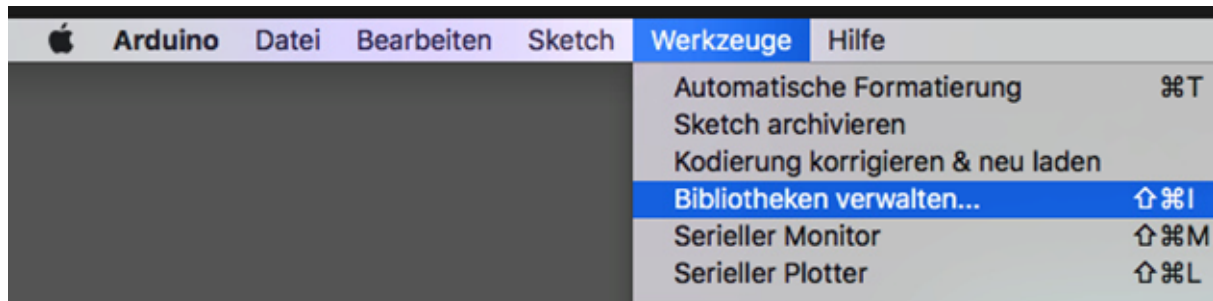 Arduino Datei Bearbeiten Sketch Werkzeuge Hilfe
Automatische Formatierung ⌘T
Sketch archivieren
Kodierung korrigieren & neu laden
Bibliotheken verwalten... ⇧⌘I
Serieller Monitor ⇧⌘M
Serieller Plotter ⇧⌘L